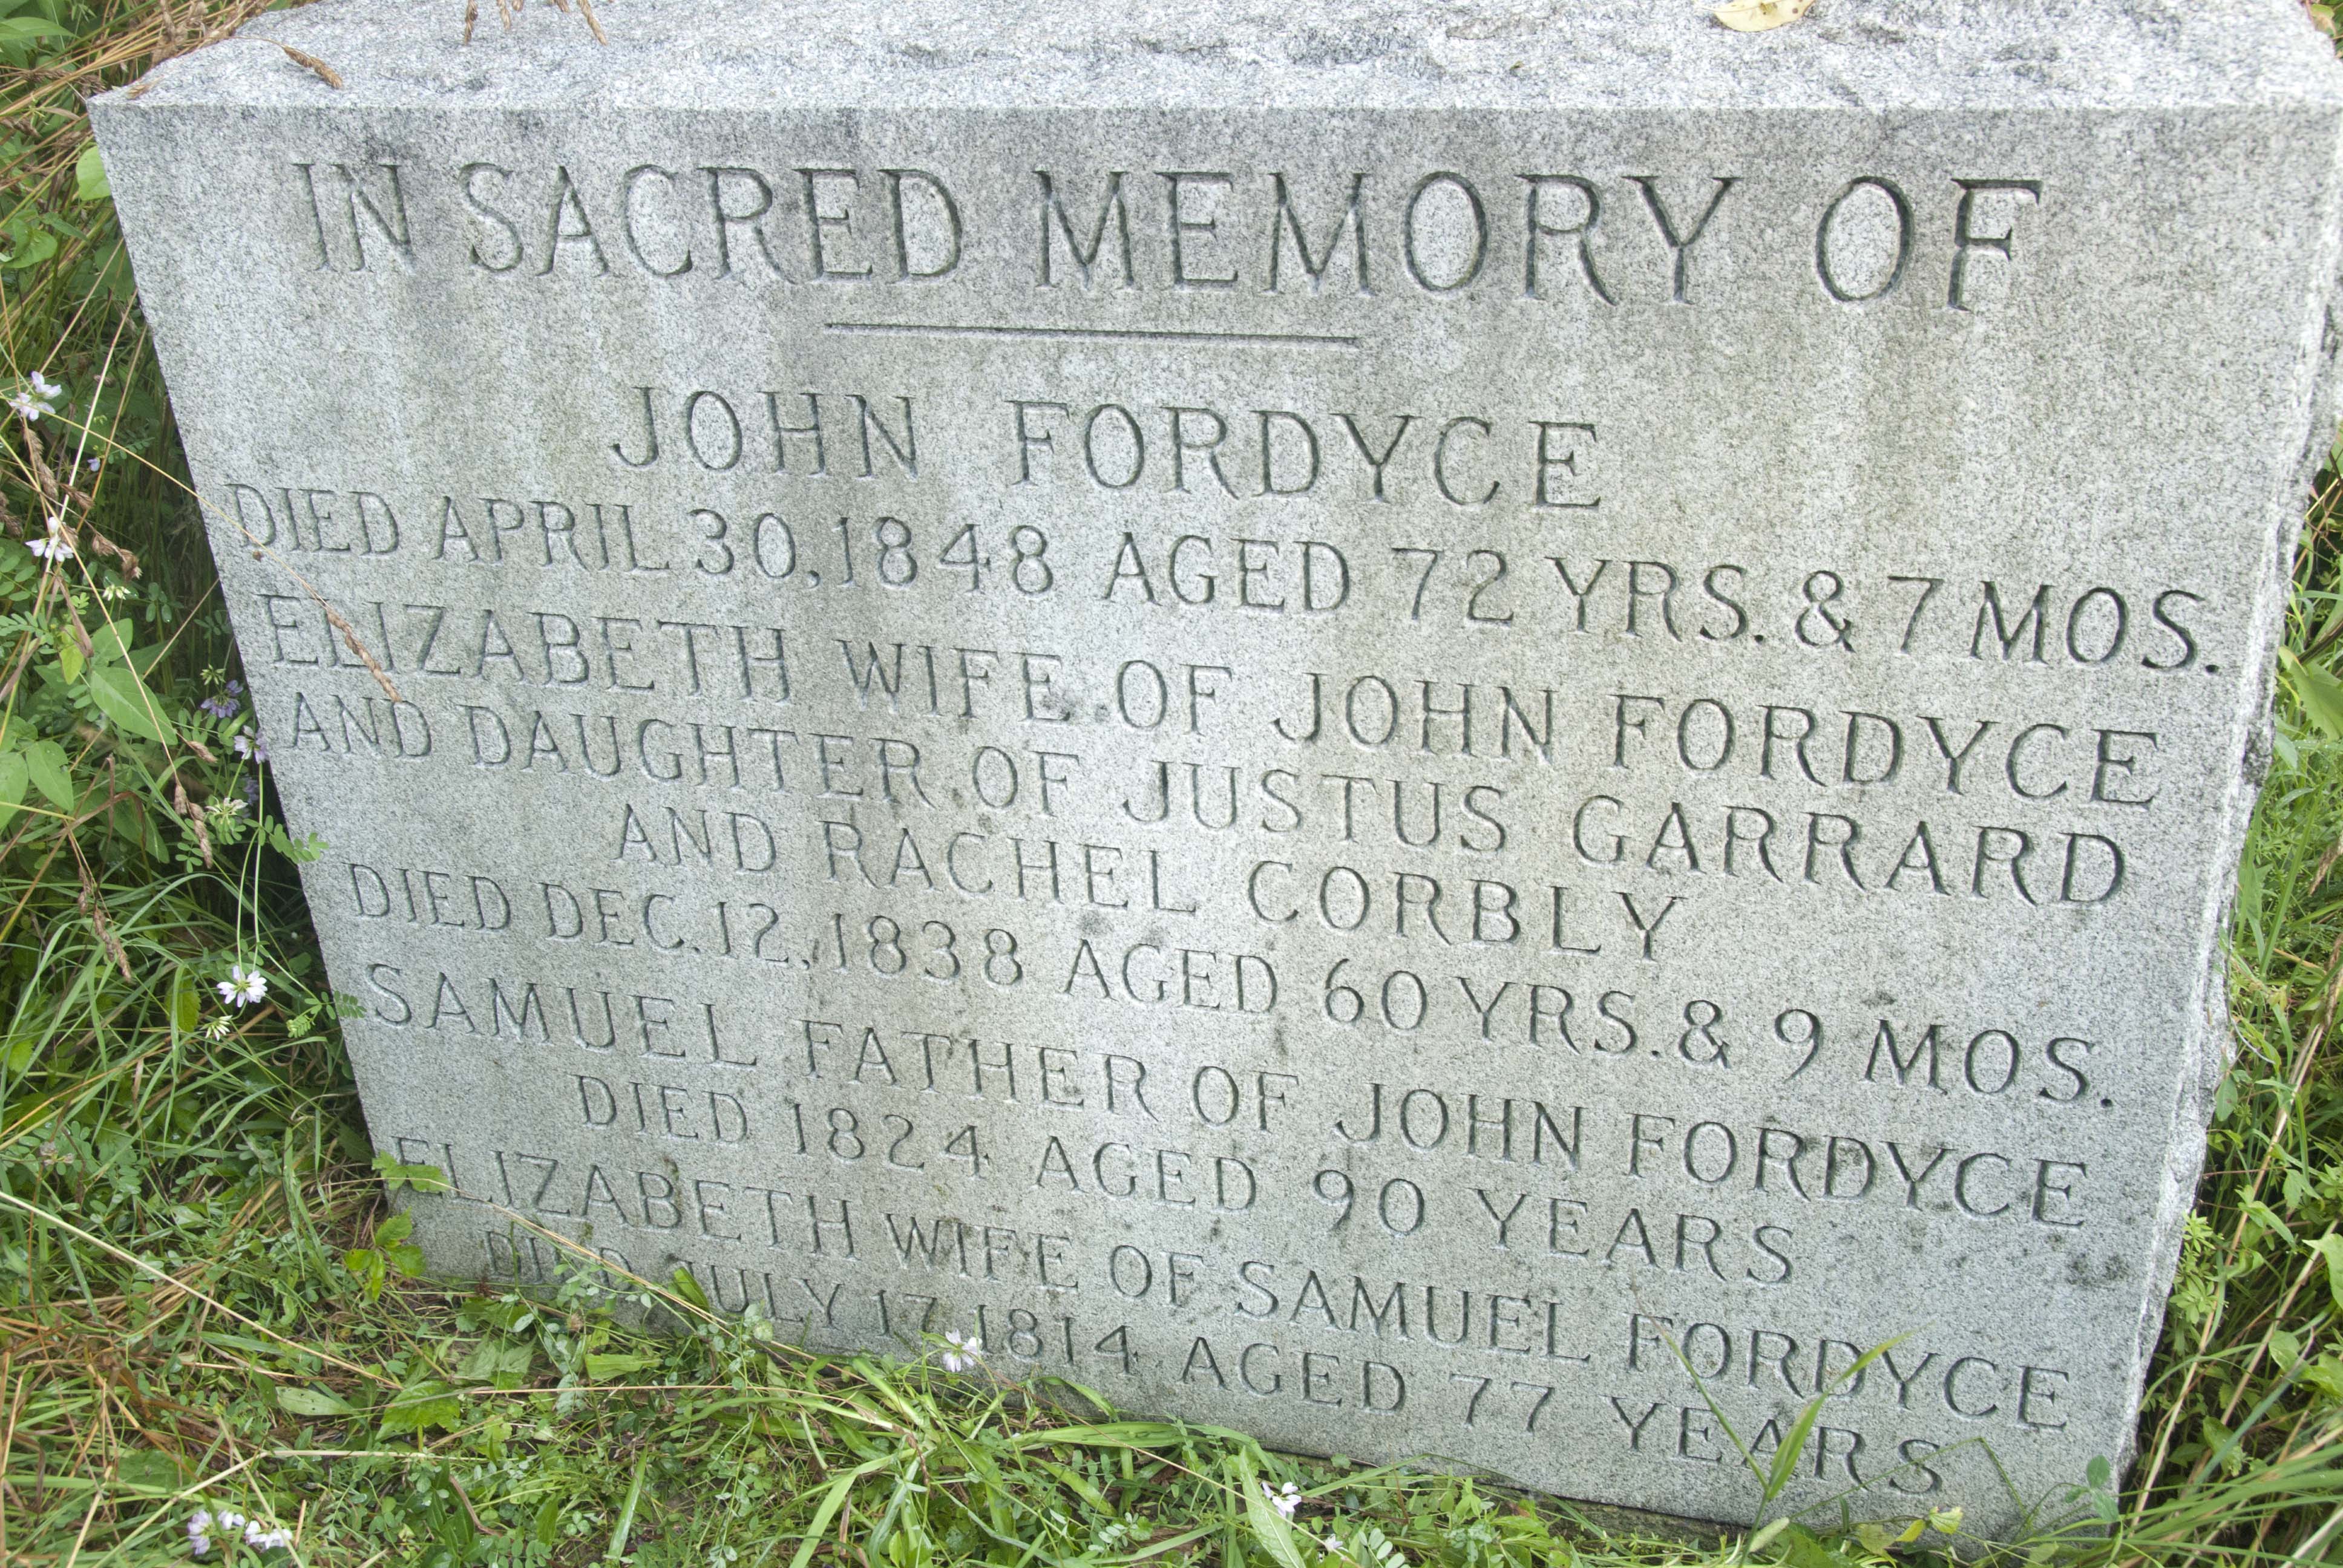 IN SACRED MEMORY OF
JOHN FORDYCE
DIED APRIL 30, 1848 AGED 72 YRS. & 7 MOS.
ELIZABETH WIFE OF JOHN FORDYCE
AND DAUGHTER OF JUSTUS GARRARD
AND RACHEL CORBLY
DIED DEC. 12, 1838 AGED 60 YRS. & 9 MOS.
SAMUEL FATHER OF JOHN FORDYCE
DIED 1824 AGED 90 YEARS
ELIZABETH WIFE OF SAMUEL FORDYCE
DIED JULY 17, 1814 AGED 77 YEARS